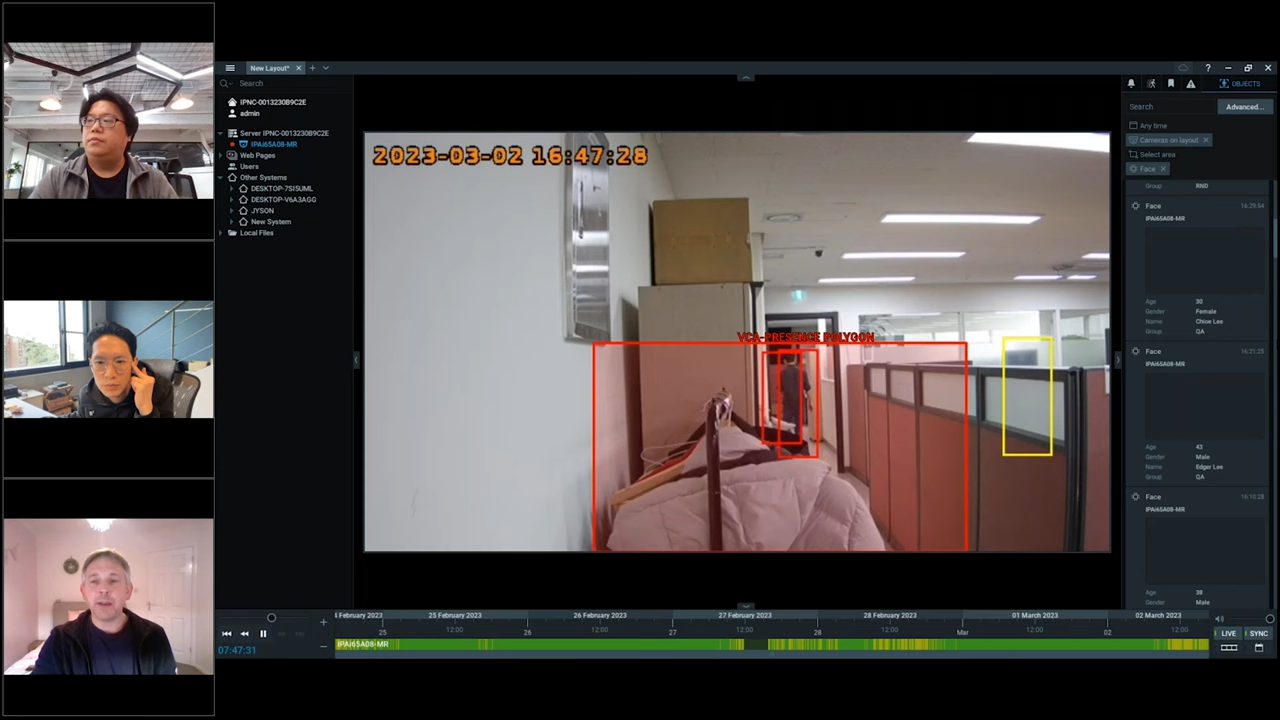 New Layout*
Search
OBJECTS
IPNC-0013230B9C2E
admin
Server IPNC-0013230B9C2E
IPAi65A08-MR
Web Pages
Users
Other Systems
DESKTOP-7SI5UML
DESKTOP-V6A3AGG
JYSON
New System
Local Files
2023-03-02 16:47:28
VCA-PRESENCE POLYGON
Search
Advanced...
Any time
Cameras on layout
Select area
Face
Group RND
Face 16:29:54
IPAi65A08-MR
Age 30
Gender Female
Name Chloe Lee
Group QA
Face 16:21:25
IPAi65A08-MR
Age 43
Gender Male
Name Edger Lee
Group QA
Face 16:10:28
IPAi65A08-MR
Age 38
Gender Male
February 2023 25 February 2023 26 February 2023 27 February 2023 28 February 2023 01 March 2023 02 March 2023
25 12:00 26 12:00 27 12:00 28 12:00 Mar 12:00 02 12:00
IPAi65A08-MR
07:47:31
LIVE
SYNC